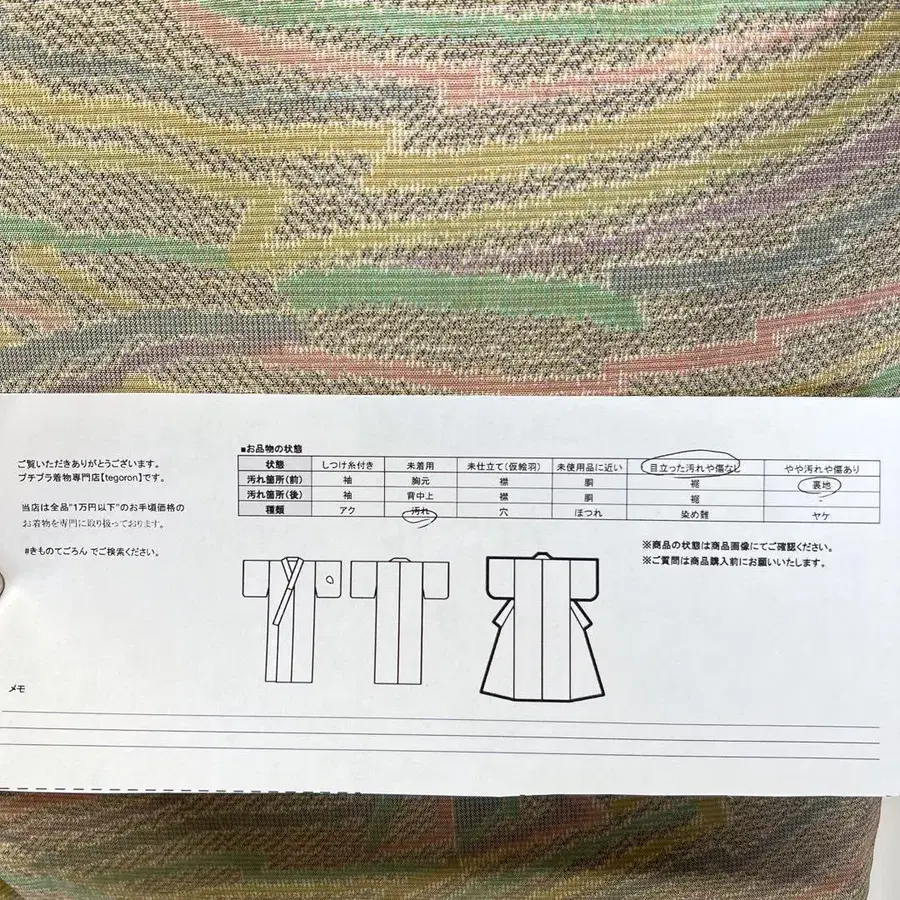 ご覧いただきありがとうございます。
プチプラ着物専門店【tegoron】です。
当店は全品"1万円以下"のお手頃価格の
お着物を専門に取り扱っております。
#きものてごろん でご検索ください。
■お品物の状態
状態 しつけ糸付き 未着用 未仕立て(仮絵羽) 未使用品に近い 目立った汚れや傷なし やや汚れや傷あり
汚れ箇所(前) 袖 胸元 襟 胴 裾 裏地
汚れ箇所(後) 袖 背中上 襟 胴 裾 -
種類 アク 汚れ 穴 ほつれ 染め難 ヤケ
※商品の状態は商品画像にてご確認ください。
※ご質問は商品購入前にお願いいたします。
メモ